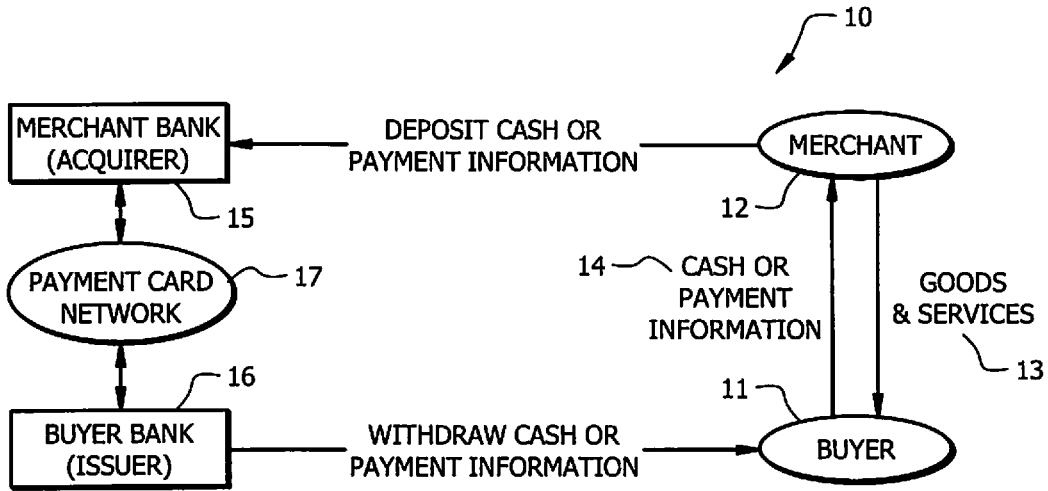 10
MERCHANT BANK
(ACQUIRER)
DEPOSIT CASH OR
PAYMENT INFORMATION
MERCHANT
15
12
PAYMENT CARD
NETWORK
17
14
CASH OR
PAYMENT
INFORMATION
GOODS
& SERVICES
13
16
11
BUYER BANK
(ISSUER)
WITHDRAW CASH OR
PAYMENT INFORMATION
BUYER